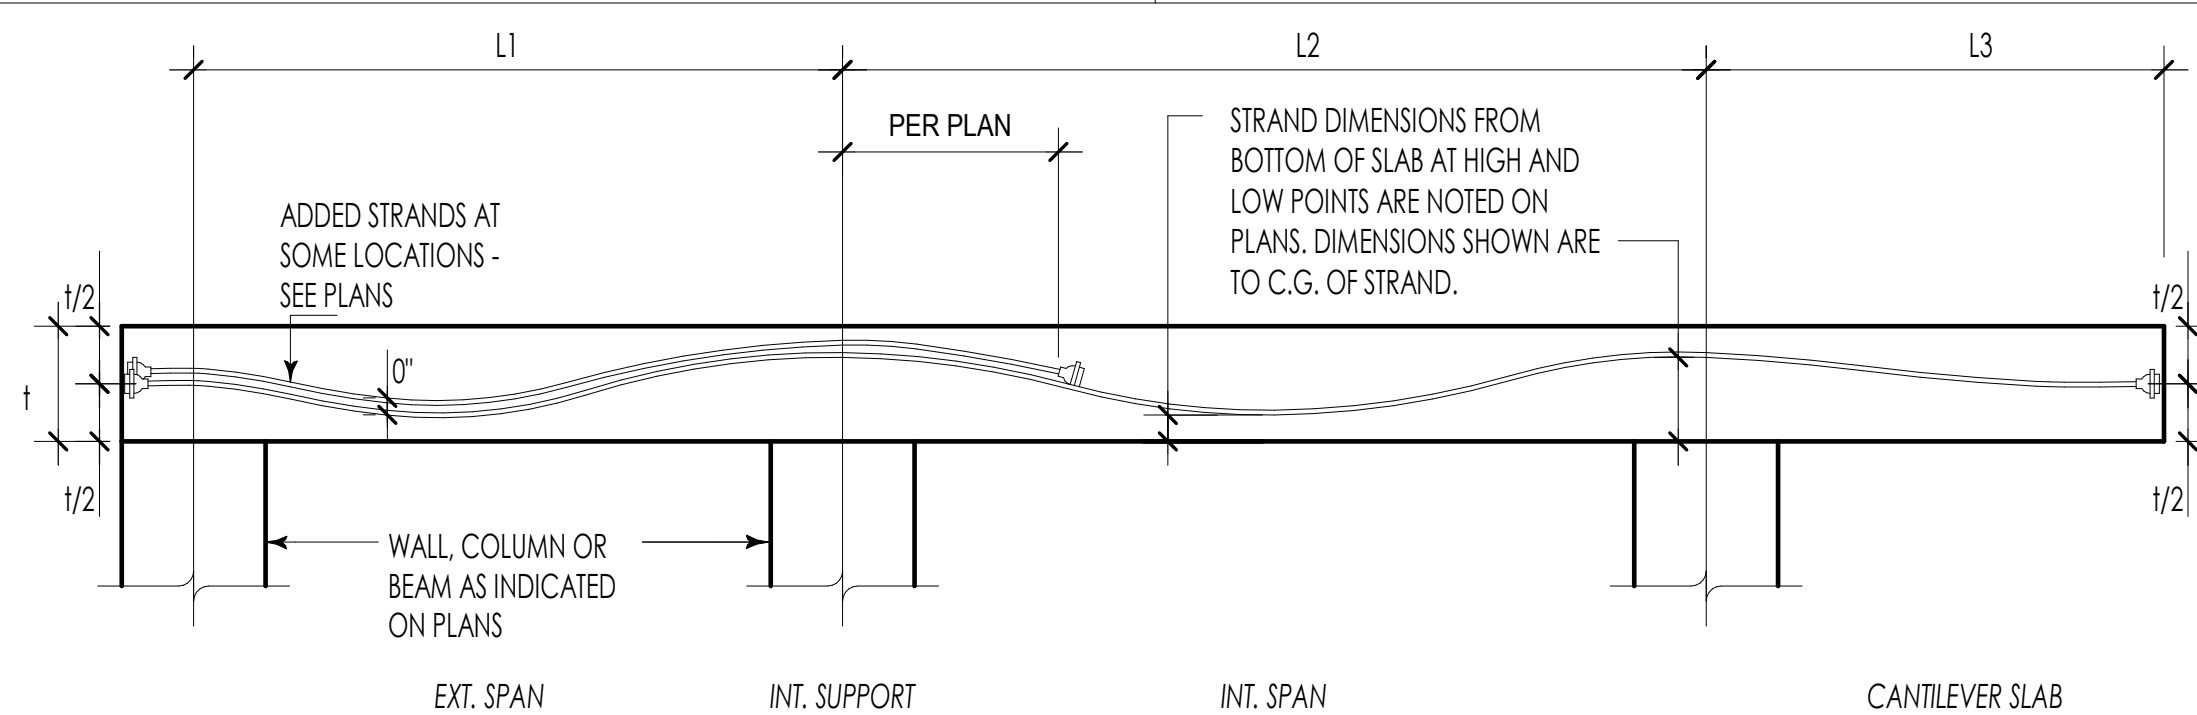 L1
L2
L3
PER PLAN
STRAND DIMENSIONS FROM
BOTTOM OF SLAB AT HIGH AND
LOW POINTS ARE NOTED ON
PLANS. DIMENSIONS SHOWN ARE
TO C.G. OF STRAND.
ADDED STRANDS AT
SOME LOCATIONS -
SEE PLANS
t/2
t/2
0"
t
t/2
t/2
WALL, COLUMN OR
BEAM AS INDICATED
ON PLANS
EXT. SPAN
INT. SUPPORT
INT. SPAN
CANTILEVER SLAB